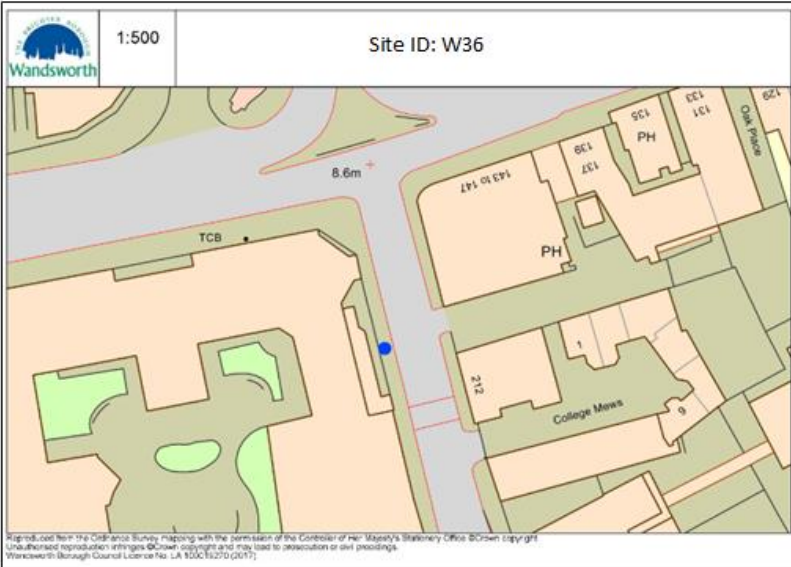 THE BRIGHTER BOROUGH
Wandsworth
1:500
Site ID: W36
8.6m
TCB
143 to 147
139
137
135
PH
133
131
Oak Place
129
PH
1
212
College Mews
9
Reproduced from the Ordnance Survey mapping with the permission of the Controller of Her Majesty's Stationery Office ©Crown copyright
Unauthorised reproduction infringes ©Crown copyright and may lead to prosecution or civil proceedings.
Wandsworth Borough Council Licence No. LA 100019270 (2017)